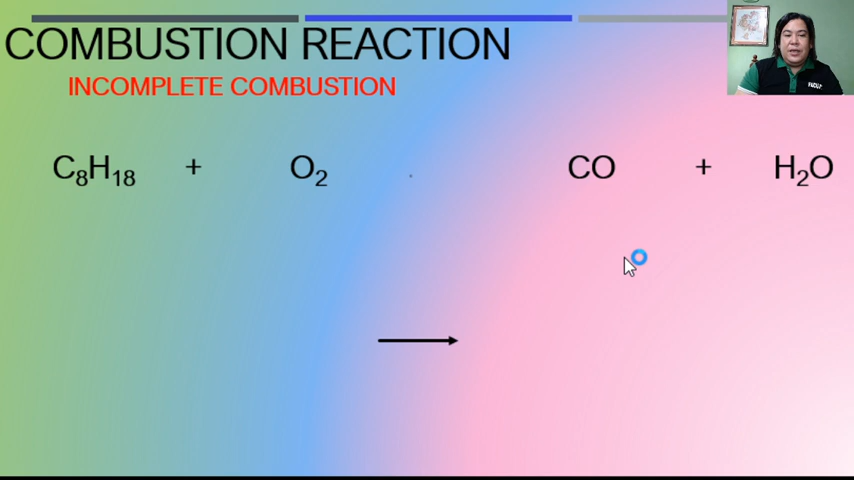 COMBUSTION REACTION
INCOMPLETE COMBUSTION
C₈H₁₈ + O₂ CO + H₂O